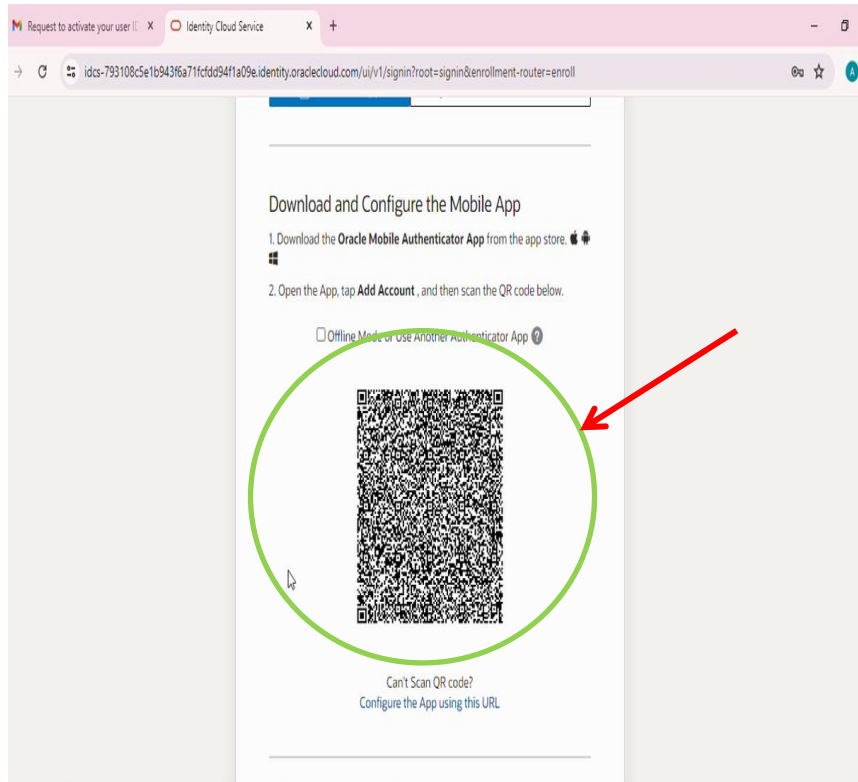 Request to activate your user I
Identity Cloud Service
idcs-793108c5e1b943f6a71fcfdd94f1a09e.identity.oraclecloud.com/ui/v1/signin?root=signin&enrollment-router=enroll
A
Download and Configure the Mobile App
1. Download the Oracle Mobile Authenticator App from the app store.
2. Open the App, tap Add Account , and then scan the QR code below.
Offline Mode or Use Another Authenticator App ?
Can't Scan QR code?
Configure the App using this URL